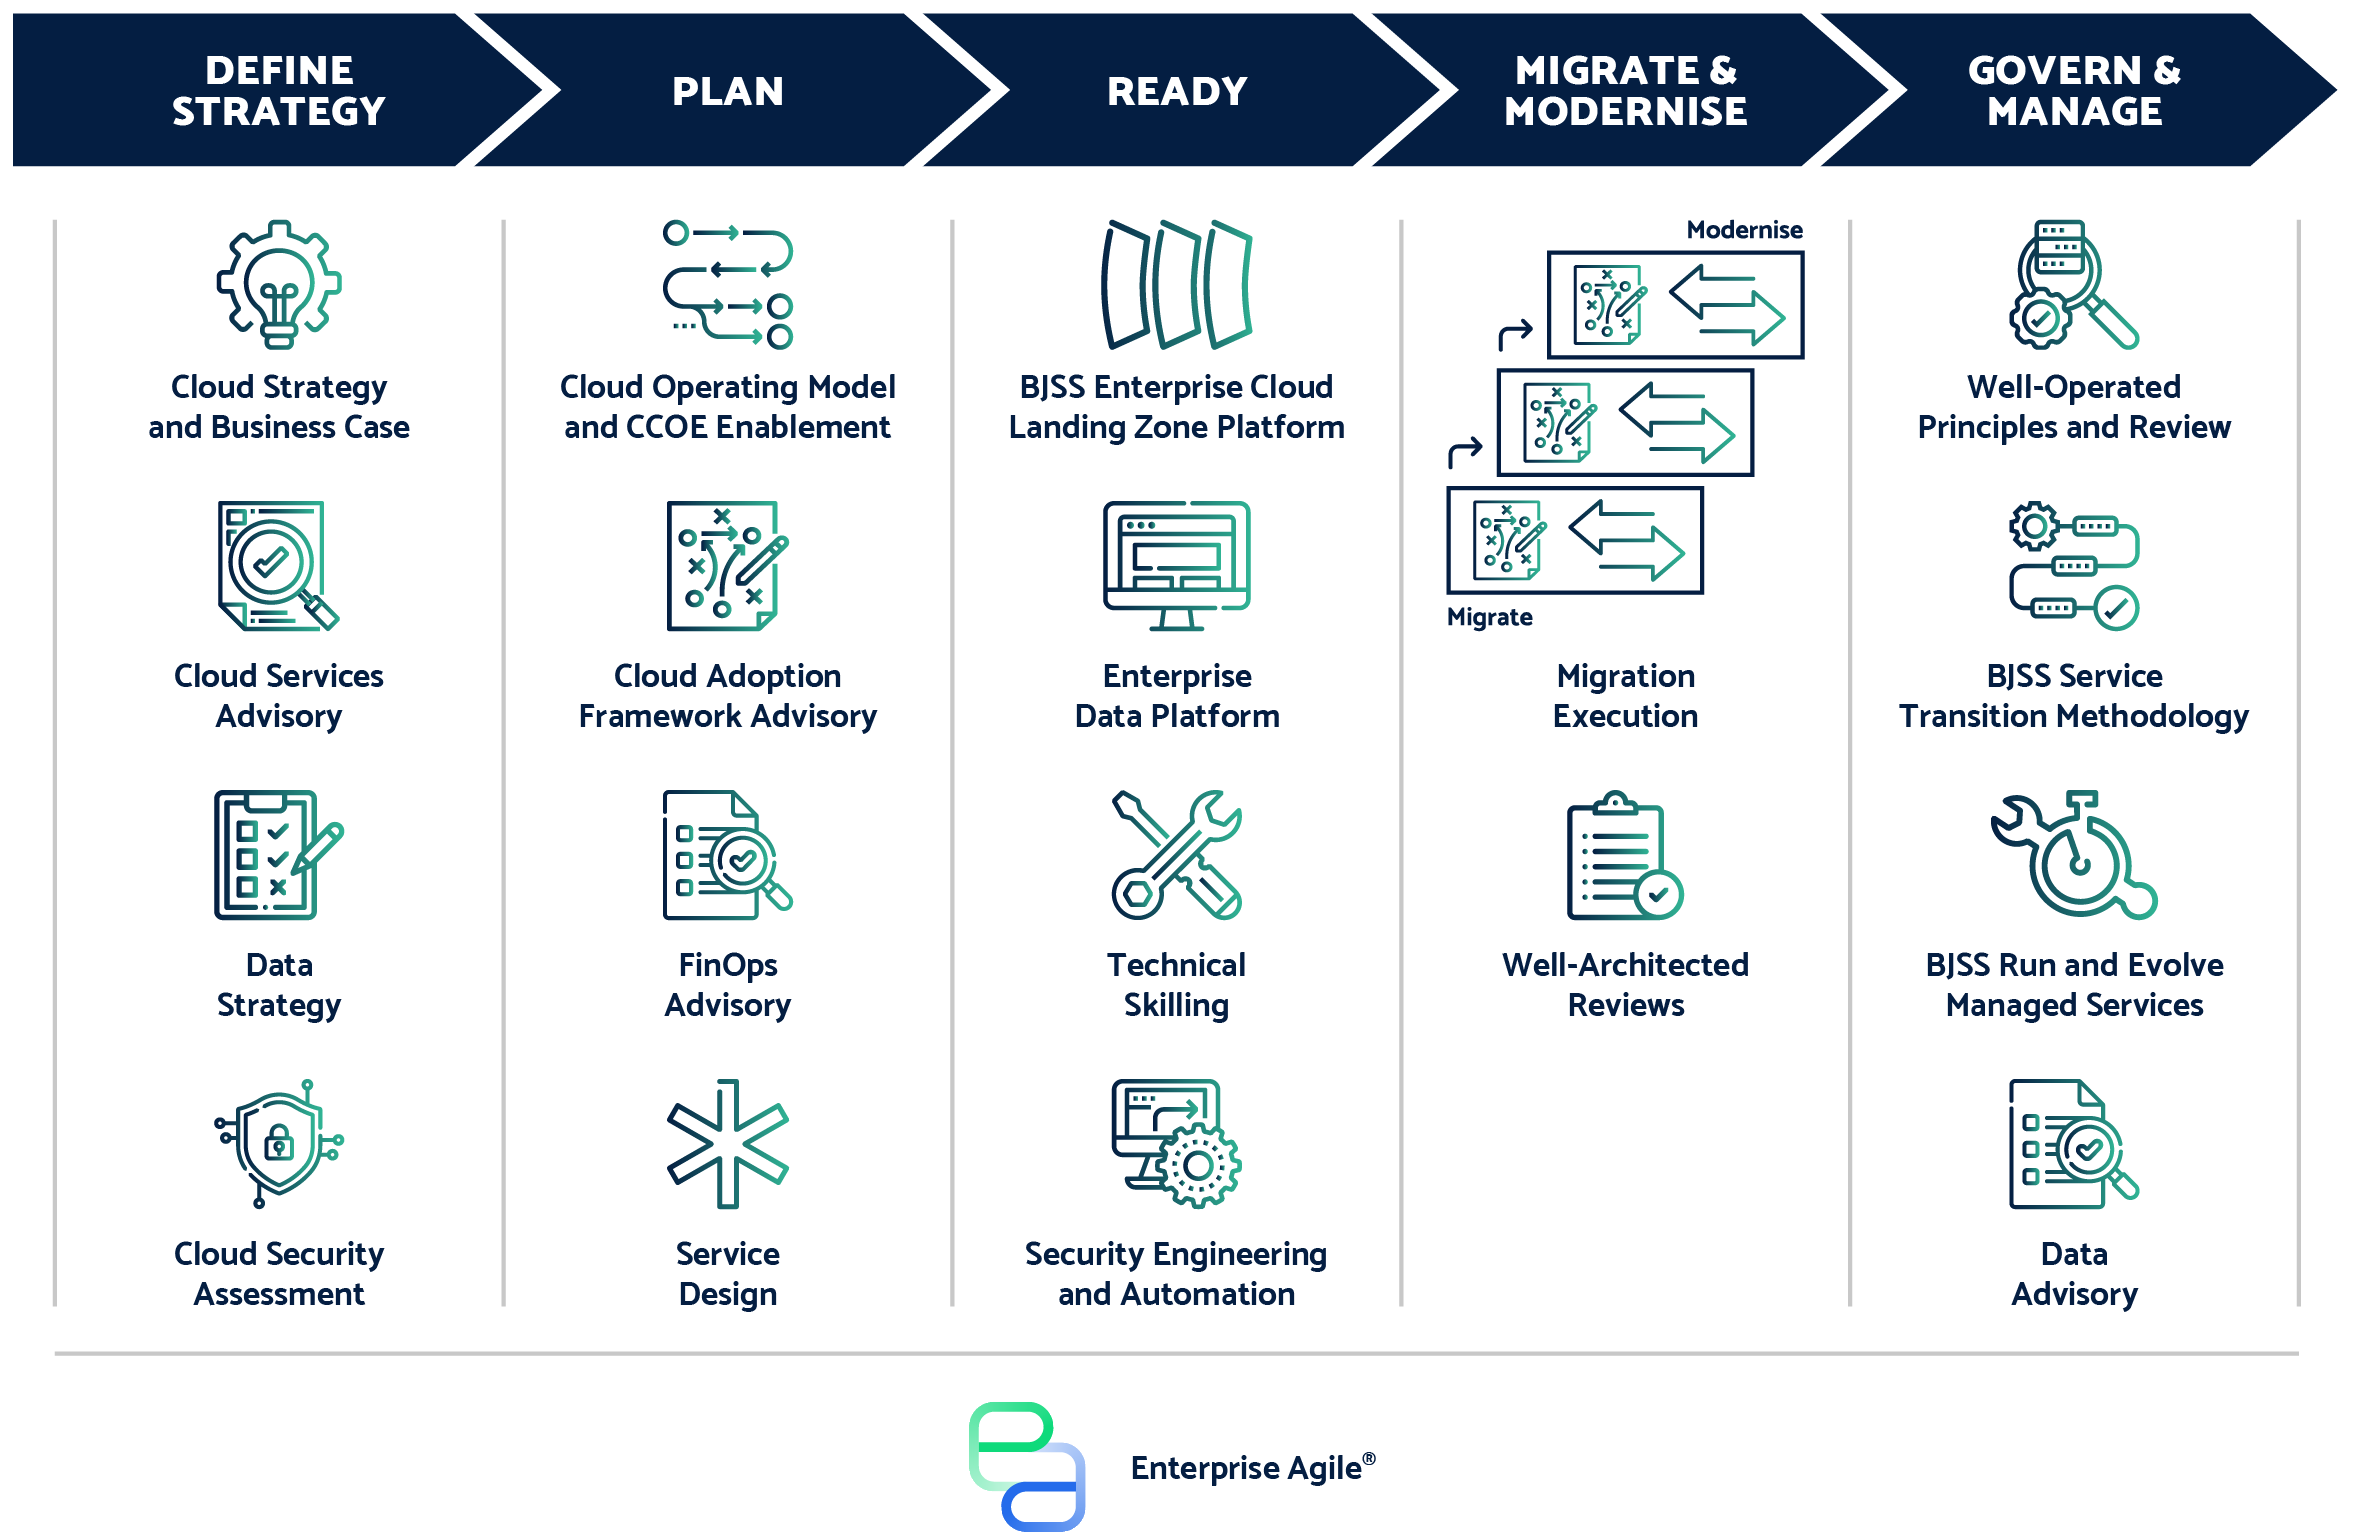 DEFINE
STRATEGY
PLAN
READY
MIGRATE &
MODERNISE
GOVERN &
MANAGE
Cloud Strategy
and Business Case
Cloud Services
Advisory
Data
Strategy
Cloud Security
Assessment
Cloud Operating Model
and CCOE Enablement
Cloud Adoption
Framework Advisory
FinOps
Advisory
Service
Design
BJSS Enterprise Cloud
Landing Zone Platform
Enterprise
Data Platform
Technical
Skilling
Security Engineering
and Automation
Modernise
Migrate
Migration
Execution
Well-Architected
Reviews
Well-Operated
Principles and Review
BJSS Service
Transition Methodology
BJSS Run and Evolve
Managed Services
Data
Advisory
Enterprise Agile®